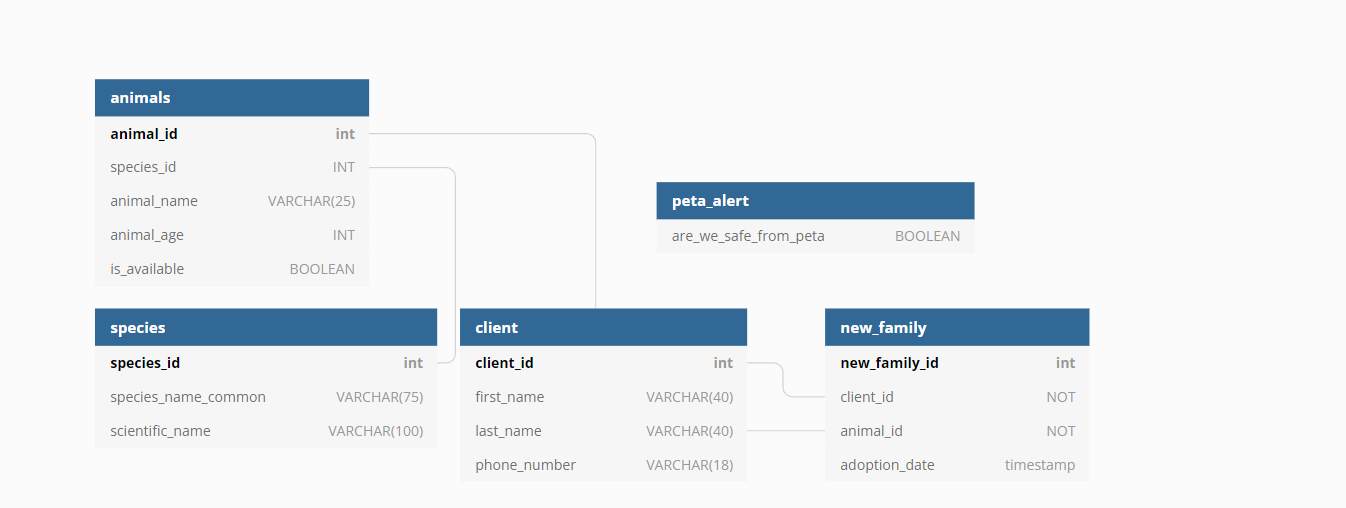 animals
animal_id int
species_id INT
animal_name VARCHAR(25)
animal_age INT
is_available BOOLEAN
peta_alert
are_we_safe_from_peta BOOLEAN
species
species_id int
species_name_common VARCHAR(75)
scientific_name VARCHAR(100)
client
client_id int
first_name VARCHAR(40)
last_name VARCHAR(40)
phone_number VARCHAR(18)
new_family
new_family_id int
client_id NOT
animal_id NOT
adoption_date timestamp